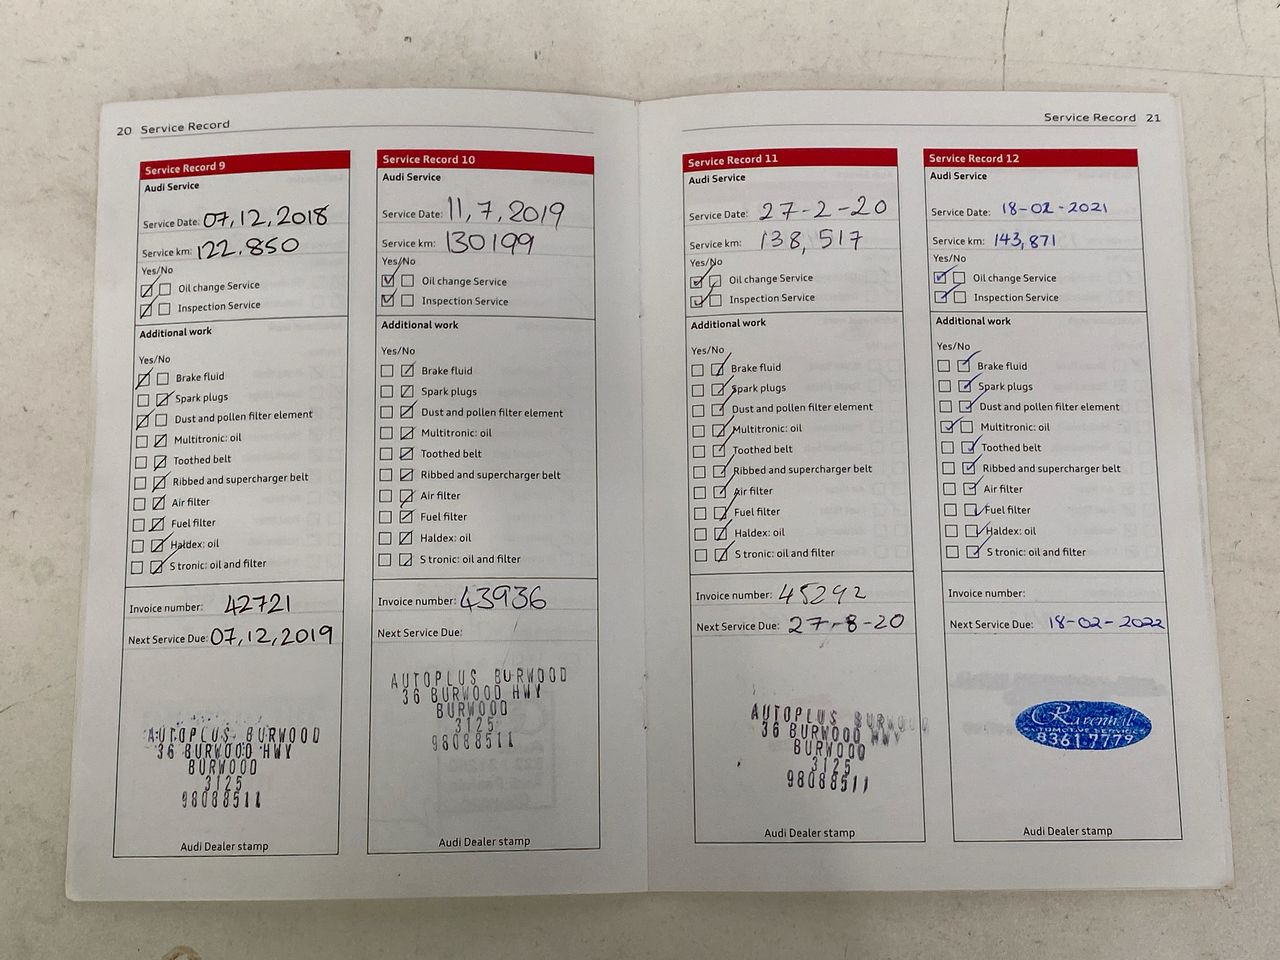 20 Service Record
Service Record 9
Audi Service
Service Date: 07,12,2018
Service km: 122.850
Yes/No
Oil change Service
Inspection Service
Additional work
Yes/No
Brake fluid
Spark plugs
Dust and pollen filter element
Multitronic: oil
Toothed belt
Ribbed and supercharger belt
Air filter
Fuel filter
Haldex: oil
S tronic: oil and filter
Invoice number: 42721
Next Service Due: 07,12,2019
AUTOPLUS BURWOOD
36 BURWOOD HWY
BURWOOD
3125
98088511
Audi Dealer stamp
Service Record 10
Audi Service
Service Date: 11,7,2019
Service km: 130199
Yes/No
Oil change Service
Inspection Service
Additional work
Yes/No
Brake fluid
Spark plugs
Dust and pollen filter element
Multitronic: oil
Toothed belt
Ribbed and supercharger belt
Air filter
Fuel filter
Haldex: oil
S tronic: oil and filter
Invoice number: 43936
Next Service Due:
AUTOPLUS BURWOOD
36 BURWOOD HWY
BURWOOD
3125
98088511
Audi Dealer stamp
Service Record 21
Service Record 11
Audi Service
Service Date: 27-2-20
Service km: 138,517
Yes/No
Oil change Service
Inspection Service
Additional work
Yes/No
Brake fluid
Spark plugs
Dust and pollen filter element
Multitronic: oil
Toothed belt
Ribbed and supercharger belt
Air filter
Fuel filter
Haldex: oil
S tronic: oil and filter
Invoice number: 45292
Next Service Due: 27-8-20
AUTOPLUS BURWOOD
36 BURWOOD HWY
BURWOOD
3125
98088511
Audi Dealer stamp
Service Record 12
Audi Service
Service Date: 18-02-2021
Service km: 143,871
Yes/No
Oil change Service
Inspection Service
Additional work
Yes/No
Brake fluid
Spark plugs
Dust and pollen filter element
Multitronic: oil
Toothed belt
Ribbed and supercharger belt
Air filter
Fuel filter
Haldex: oil
S tronic: oil and filter
Invoice number:
Next Service Due: 18-02-2022
AUTOMOTIVE SERVICES
8361 7779
Audi Dealer stamp